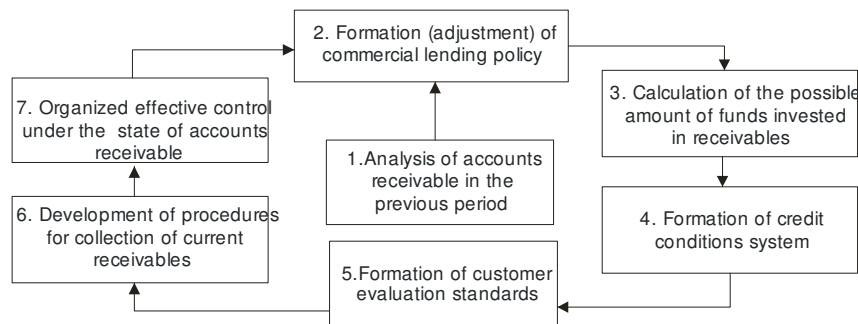 2. Formation (adjustment) of
commercial lending policy
3. Calculation of the possible
amount of funds invested
in receivables
7. Organized effective control
under the state of accounts
receivable
1.Analysis of accounts
receivable in the
previous period
4. Formation of credit
conditions system
6. Development of procedures
for collection of current
receivables
5.Formation of customer
evaluation standards